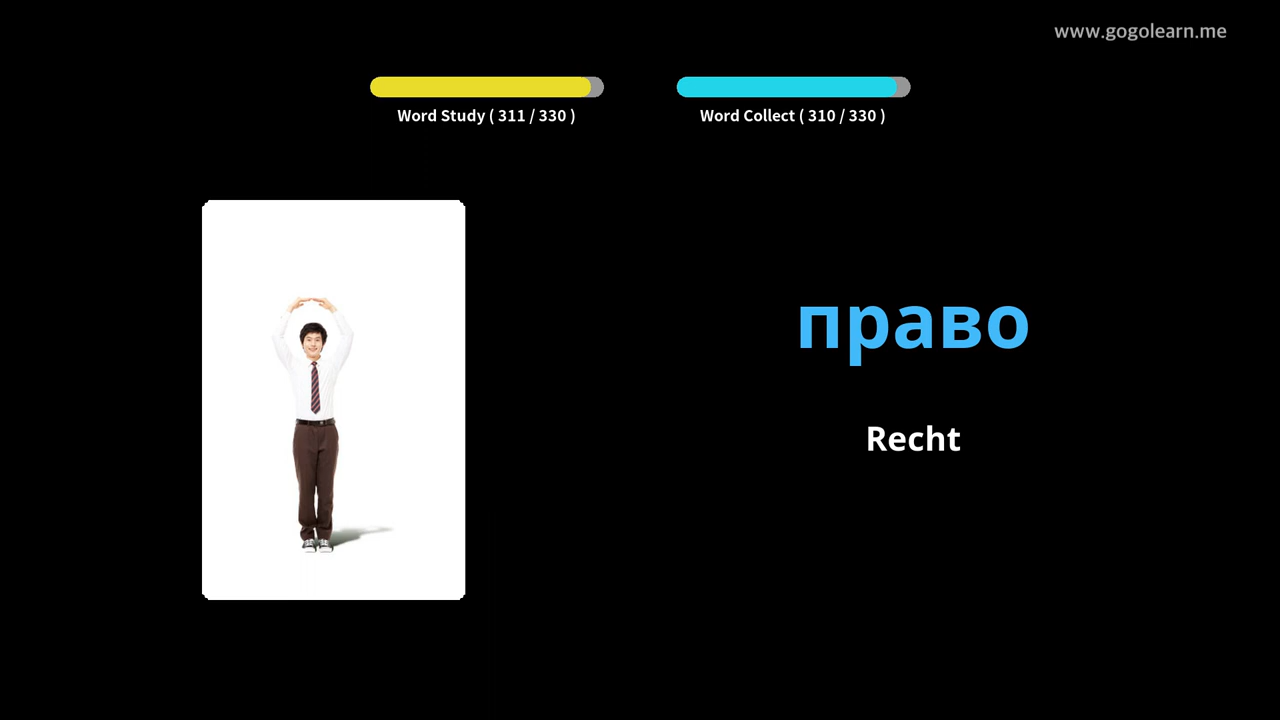 www.gogolearn.me
Word Study ( 311 / 330 )
Word Collect ( 310 / 330 )
право
Recht